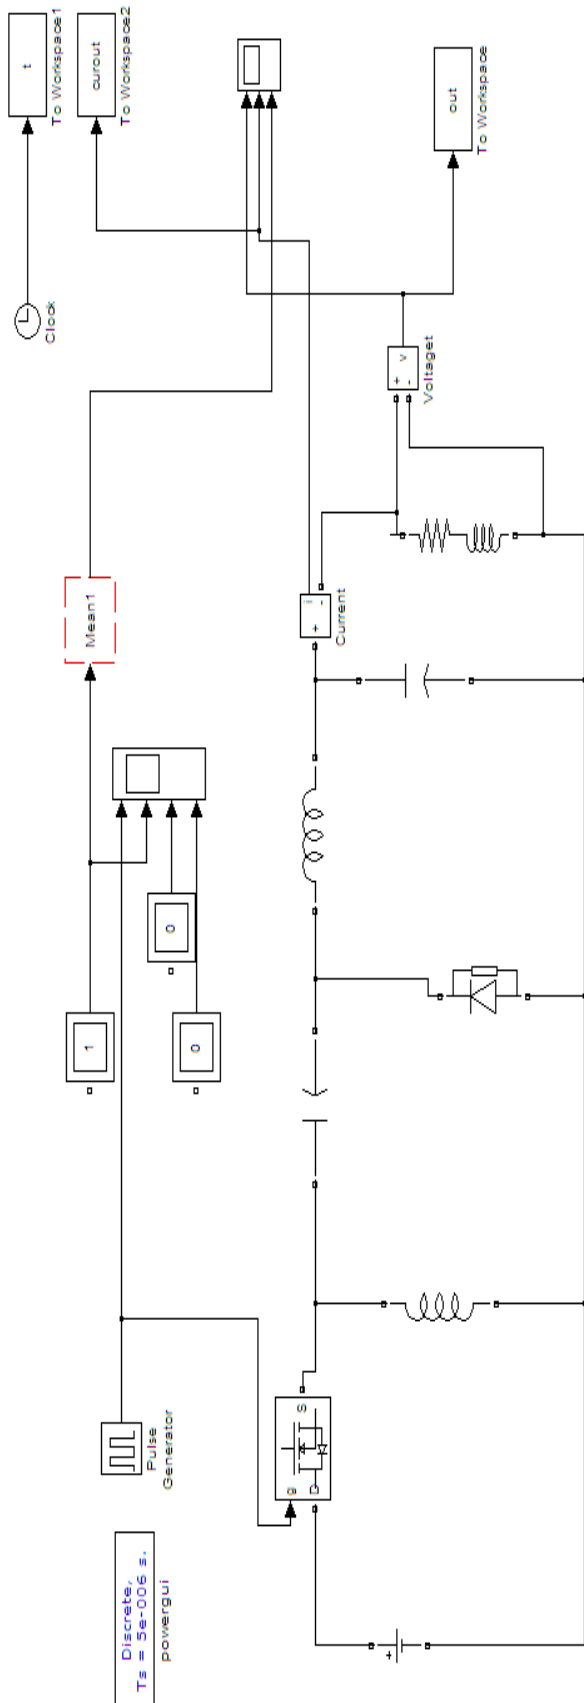 Discrete,
Ts = 5e-006 s.
powergui
Pulse
Generator
g
D
S
1
0
0
Mean1
+
i
-
Current
+
v
-
Voltaget
+
Clock
t
To Workspace1
curout
To Workspace2
out
To Workspace